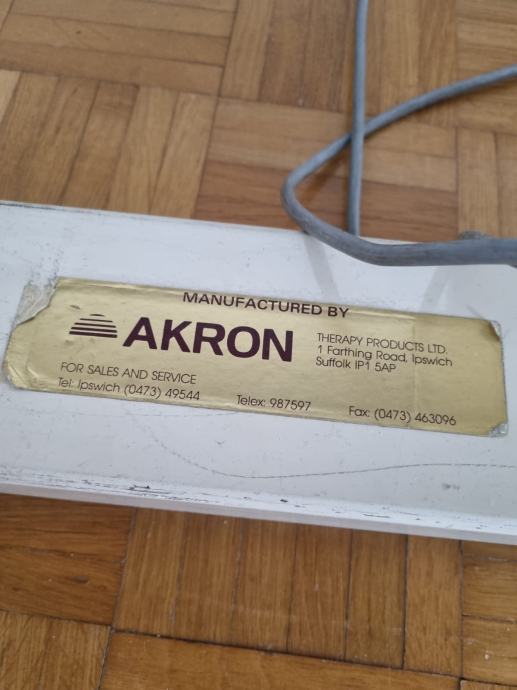 MANUFACTURED BY
AKRON
THERAPY PRODUCTS LTD.
1 Farthing Road, Ipswich
Suffolk IP1 5AP
FOR SALES AND SERVICE
Tel: Ipswich (0473) 49544 Telex: 987597 Fax: (0473) 463096